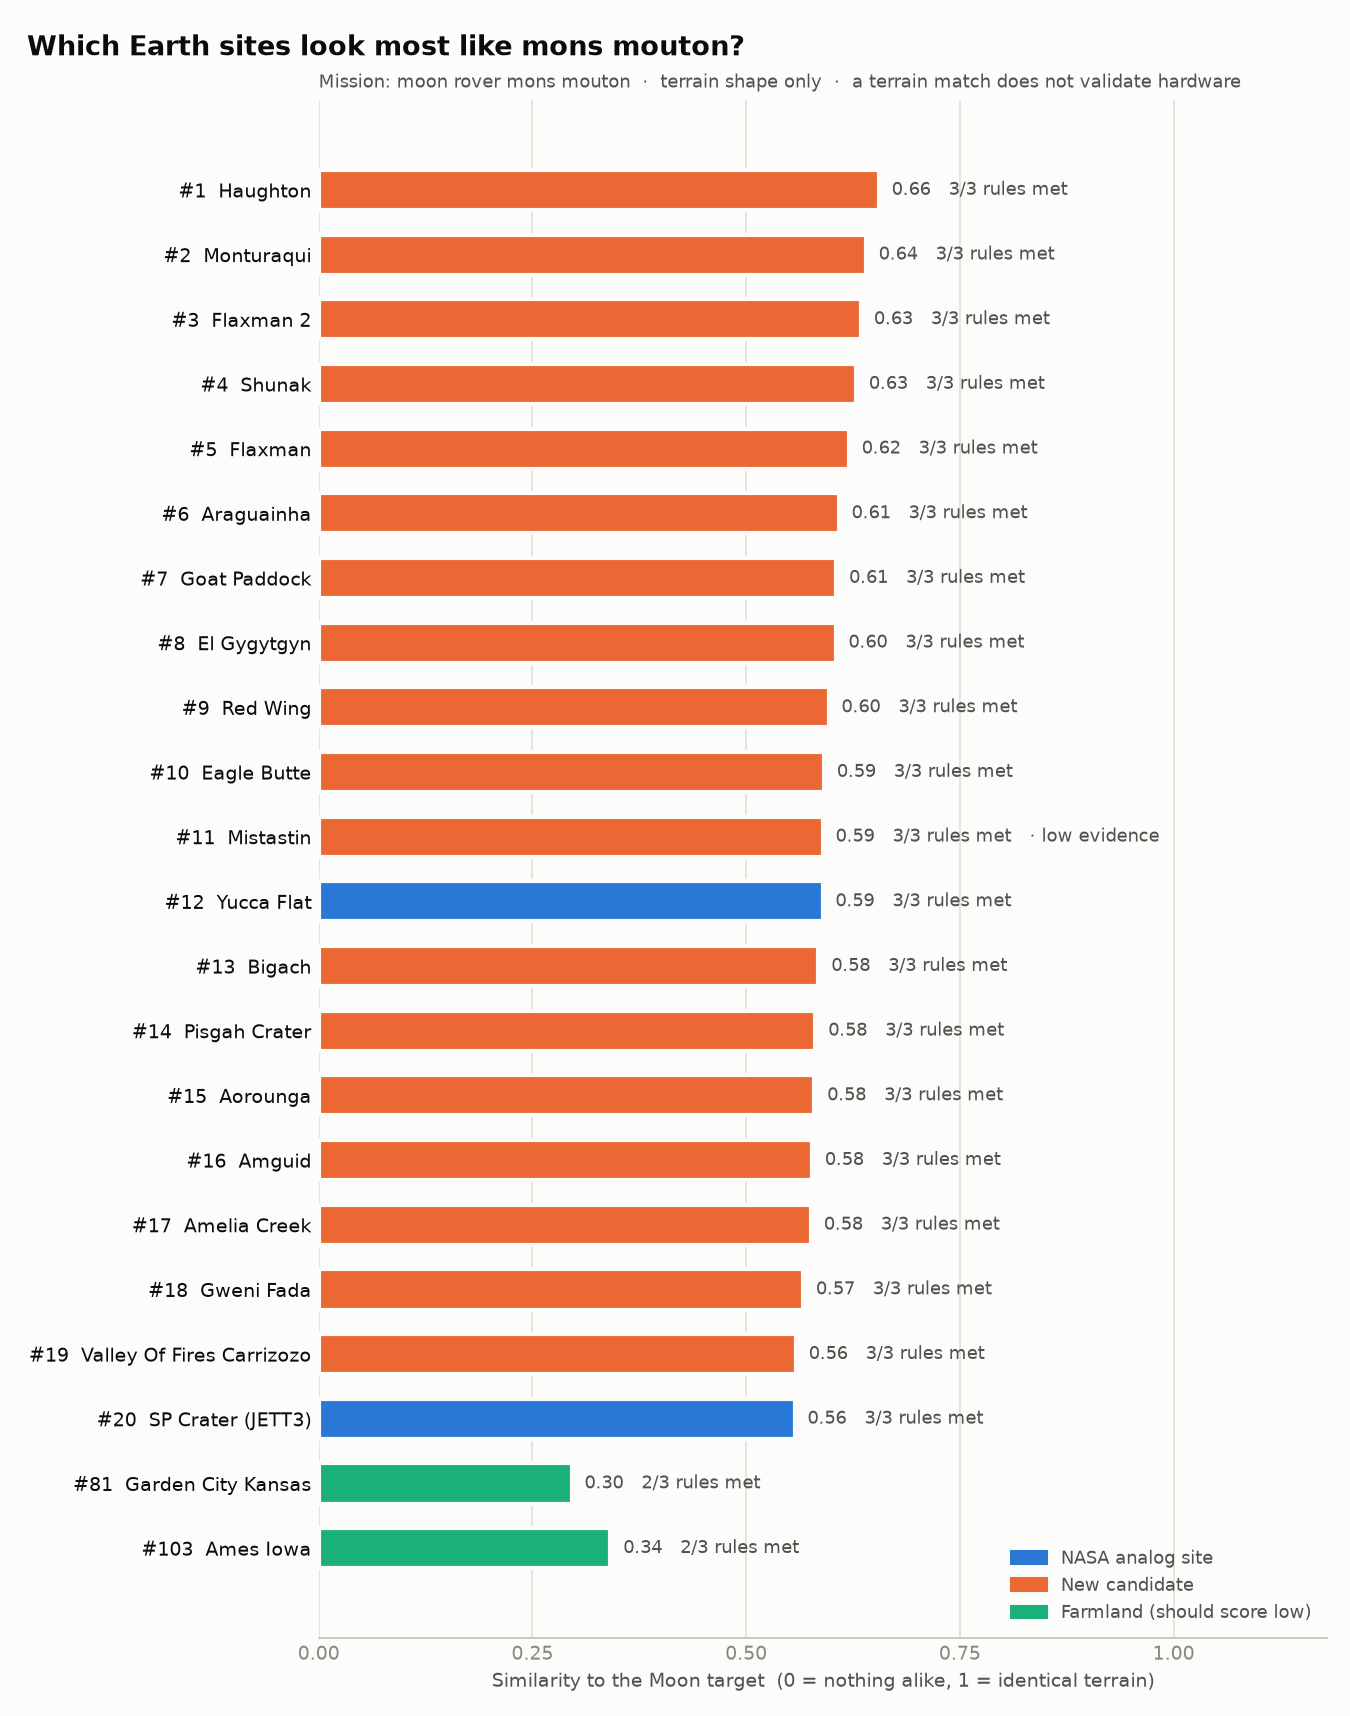 Which Earth sites look most like mons mouton?
Mission: moon rover mons mouton · terrain shape only · a terrain match does not validate hardware
#1 Haughton 0.66 3/3 rules met
#2 Monturaqui 0.64 3/3 rules met
#3 Flaxman 2 0.63 3/3 rules met
#4 Shunak 0.63 3/3 rules met
#5 Flaxman 0.62 3/3 rules met
#6 Araguainha 0.61 3/3 rules met
#7 Goat Paddock 0.61 3/3 rules met
#8 El Gygytgyn 0.60 3/3 rules met
#9 Red Wing 0.60 3/3 rules met
#10 Eagle Butte 0.59 3/3 rules met
#11 Mistastin 0.59 3/3 rules met · low evidence
#12 Yucca Flat 0.59 3/3 rules met
#13 Bigach 0.58 3/3 rules met
#14 Pisgah Crater 0.58 3/3 rules met
#15 Aorounga 0.58 3/3 rules met
#16 Amguid 0.58 3/3 rules met
#17 Amelia Creek 0.58 3/3 rules met
#18 Gweni Fada 0.57 3/3 rules met
#19 Valley Of Fires Carrizozo 0.56 3/3 rules met
#20 SP Crater (JETT3) 0.56 3/3 rules met
#81 Garden City Kansas 0.30 2/3 rules met
#103 Ames Iowa 0.34 2/3 rules met
NASA analog site
New candidate
Farmland (should score low)
0.00 0.25 0.50 0.75 1.00
Similarity to the Moon target (0 = nothing alike, 1 = identical terrain)